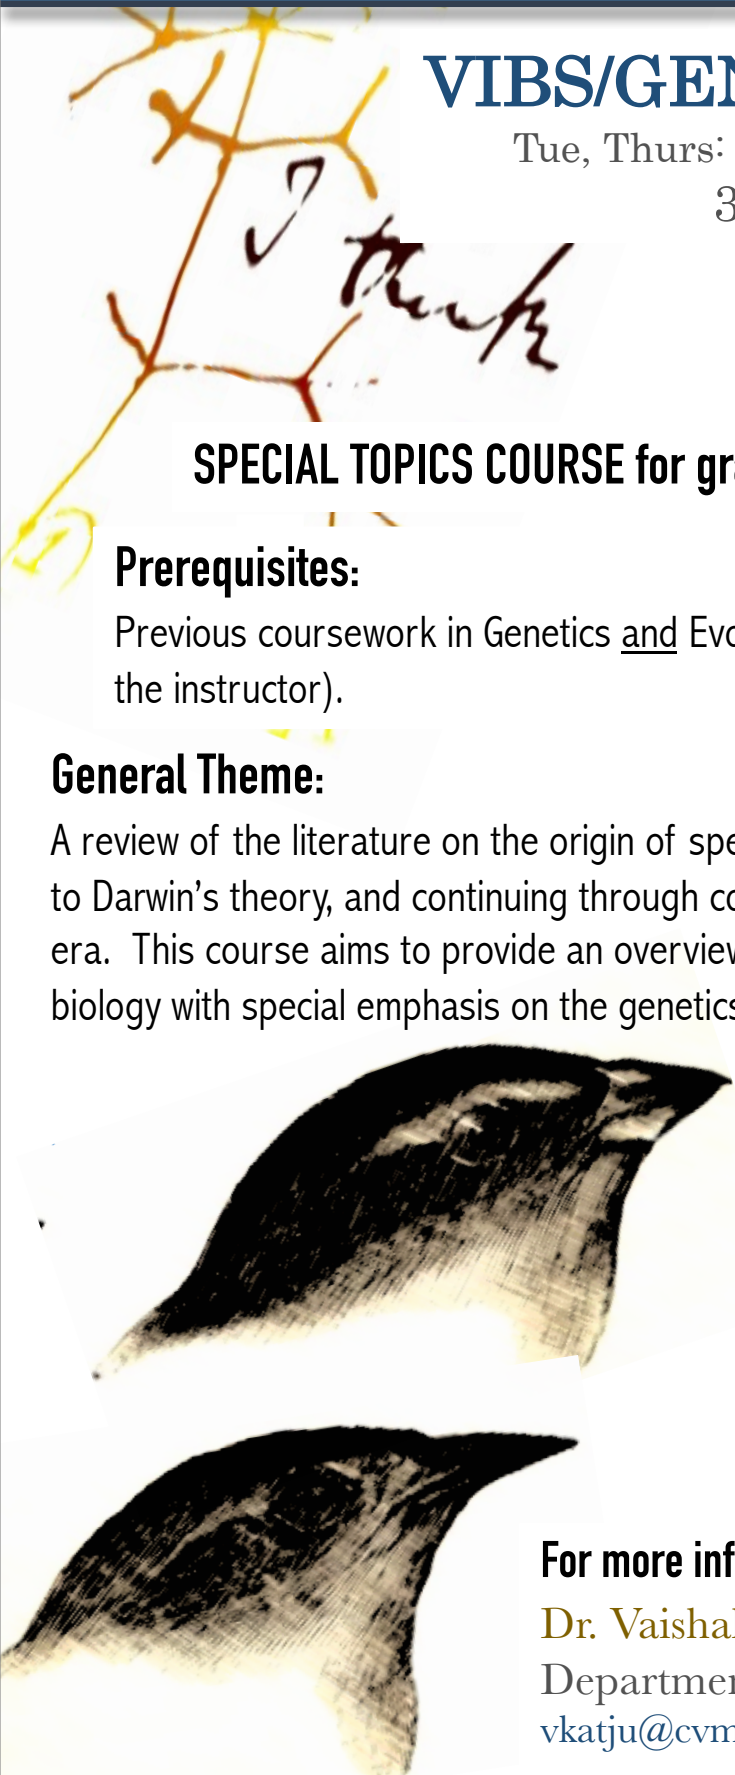 VIBS/GEN
Tue, Thurs:
3
I think
SPECIAL TOPICS COURSE for gra
Prerequisites:
Previous coursework in Genetics and Evo
the instructor).
General Theme:
A review of the literature on the origin of spe
to Darwin’s theory, and continuing through co
era. This course aims to provide an overview
biology with special emphasis on the genetics
For more inf
Dr. Vaishal
Departmen
vkatju@cvm